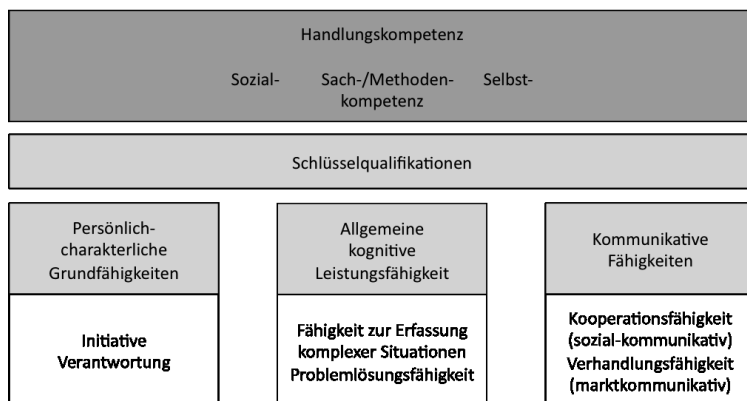 Handlungskompetenz
Sozial- Sach-/Methoden- Selbst-
kompetenz
Schlüsselqualifikationen
Persönlich-
charakterliche
Grundfähigkeiten
Initiative
Verantwortung
Allgemeine
kognitive
Leistungsfähigkeit
Fähigkeit zur Erfassung
komplexer Situationen
Problemlösungsfähigkeit
Kommunikative
Fähigkeiten
Kooperationsfähigkeit
(sozial-kommunikativ)
Verhandlungsfähigkeit
(marktkommunikativ)